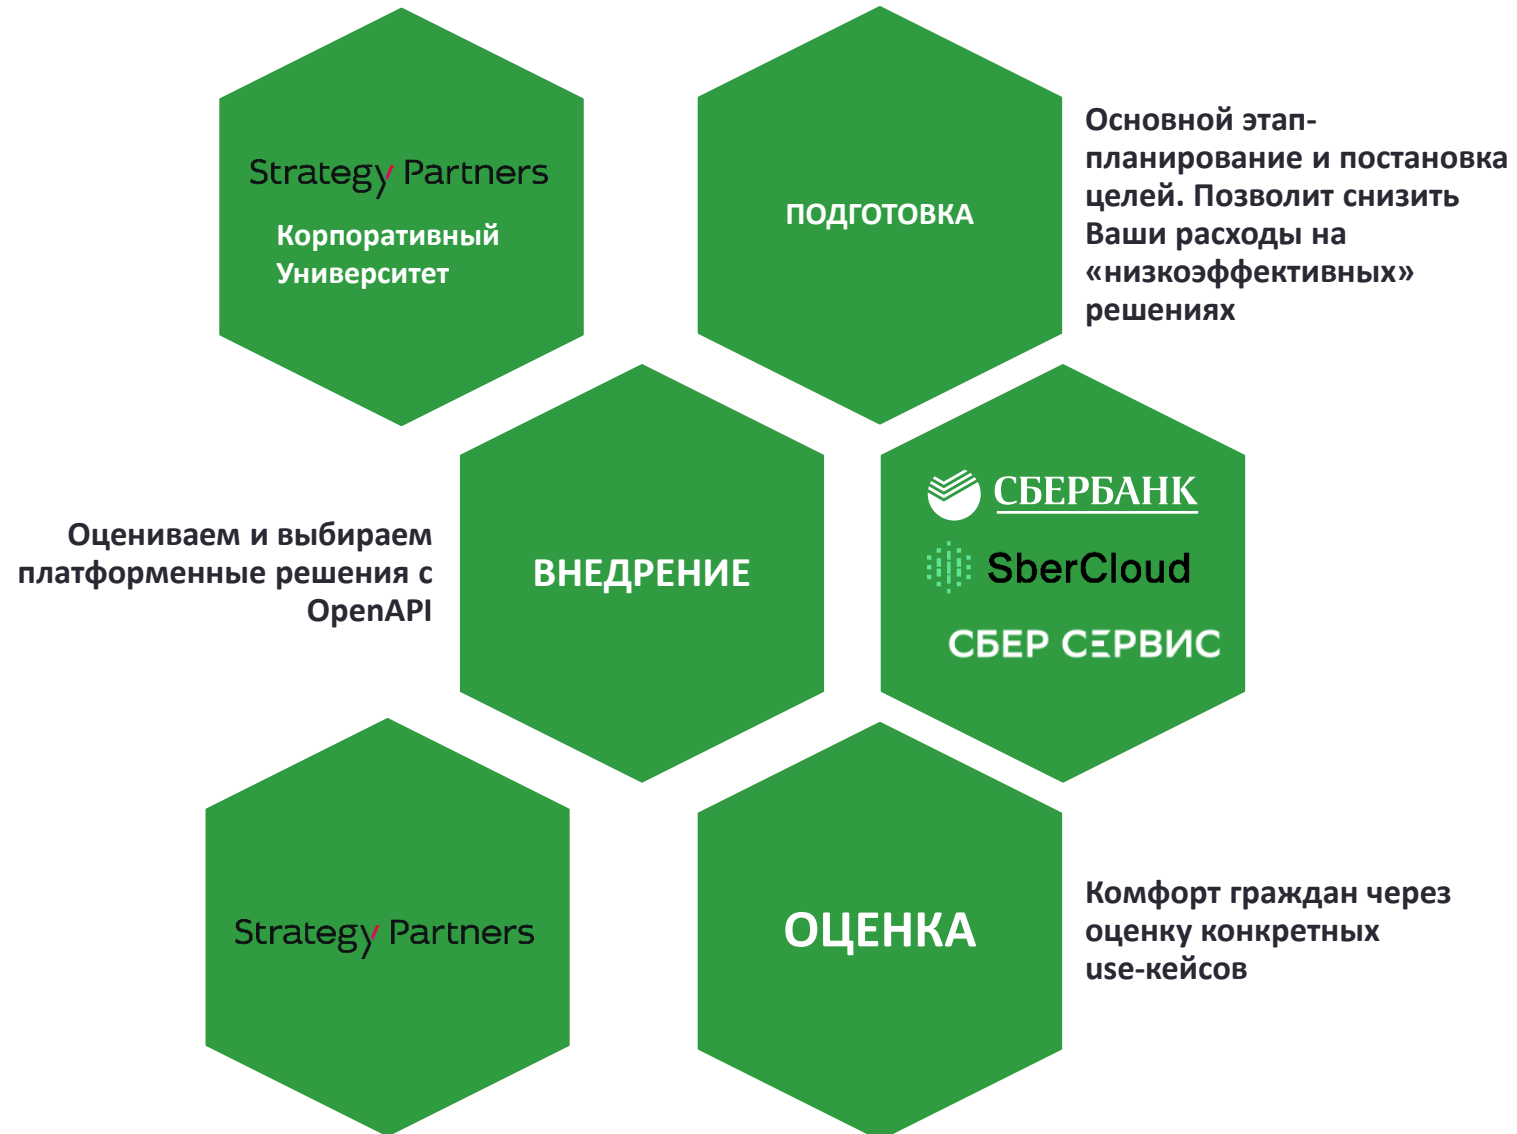 Strategy Partners
Корпоративный
Университет
ПОДГОТОВКА
Основной этап-
планирование и постановка
целей. Позволит снизить
Ваши расходы на
«низкоэффективных»
решениях
Оцениваем и выбираем
платформенные решения с
OpenAPI
ВНЕДРЕНИЕ
СБЕРБАНК
SberCloud
СБЕР СЕРВИС
Strategy Partners
ОЦЕНКА
Комфорт граждан через
оценку конкретных
use-кейсов